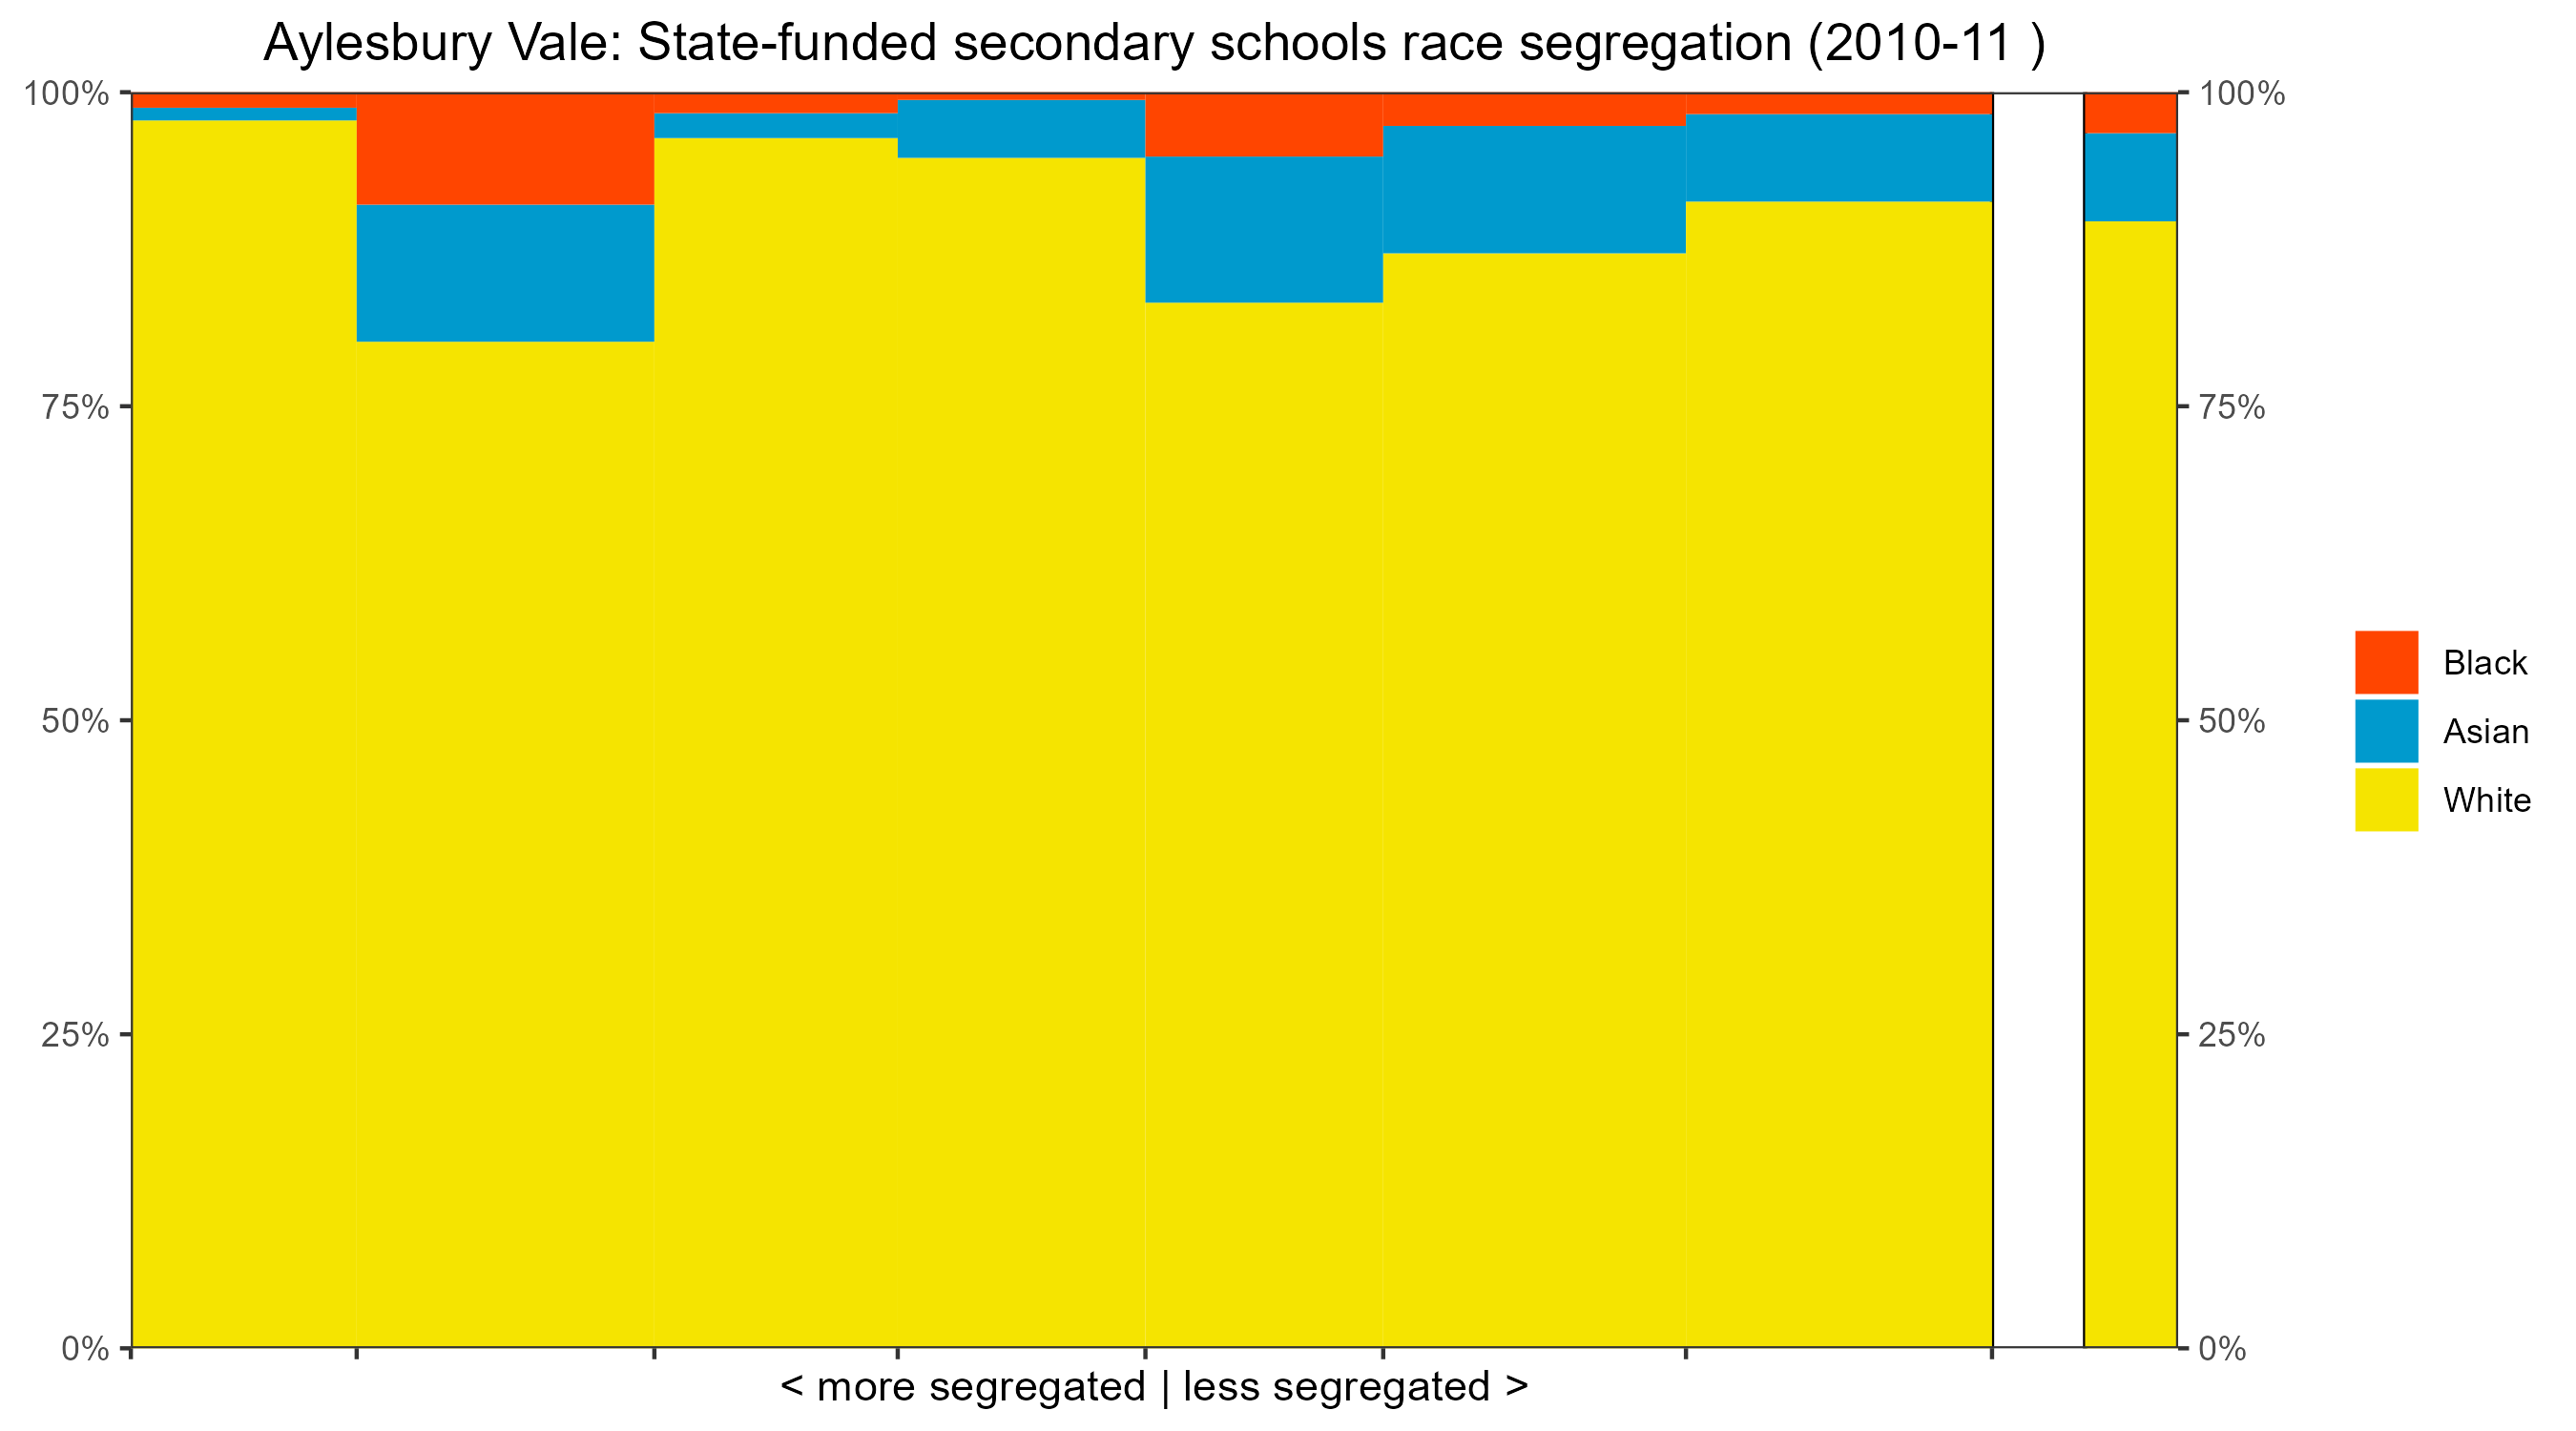 Aylesbury Vale: State-funded secondary schools race segregation (2010-11 )
100%
75%
50%
25%
0%
100%
75%
50%
25%
0%
Black
Asian
White
< more segregated | less segregated >